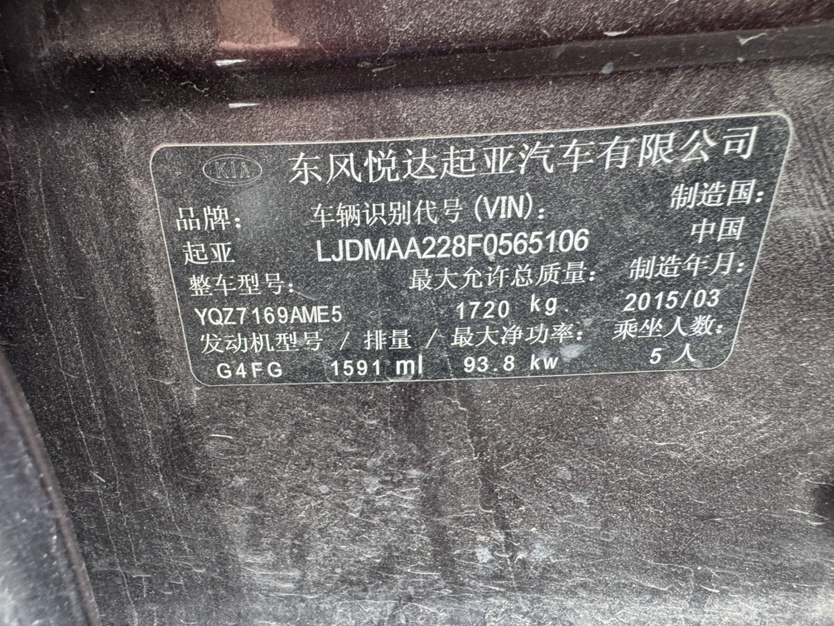 KIA 东风悦达起亚汽车有限公司
品牌: 车辆识别代号(VIN): 制造国:
起亚 LJDMAA228F0565106 中国
整车型号: 最大允许总质量: 制造年月:
YQZ7169AME5 1720 kg. 2015/03
发动机型号 / 排量 / 最大净功率: 乘坐人数:
G4FG 1591 ml 93.8 kw 5 人